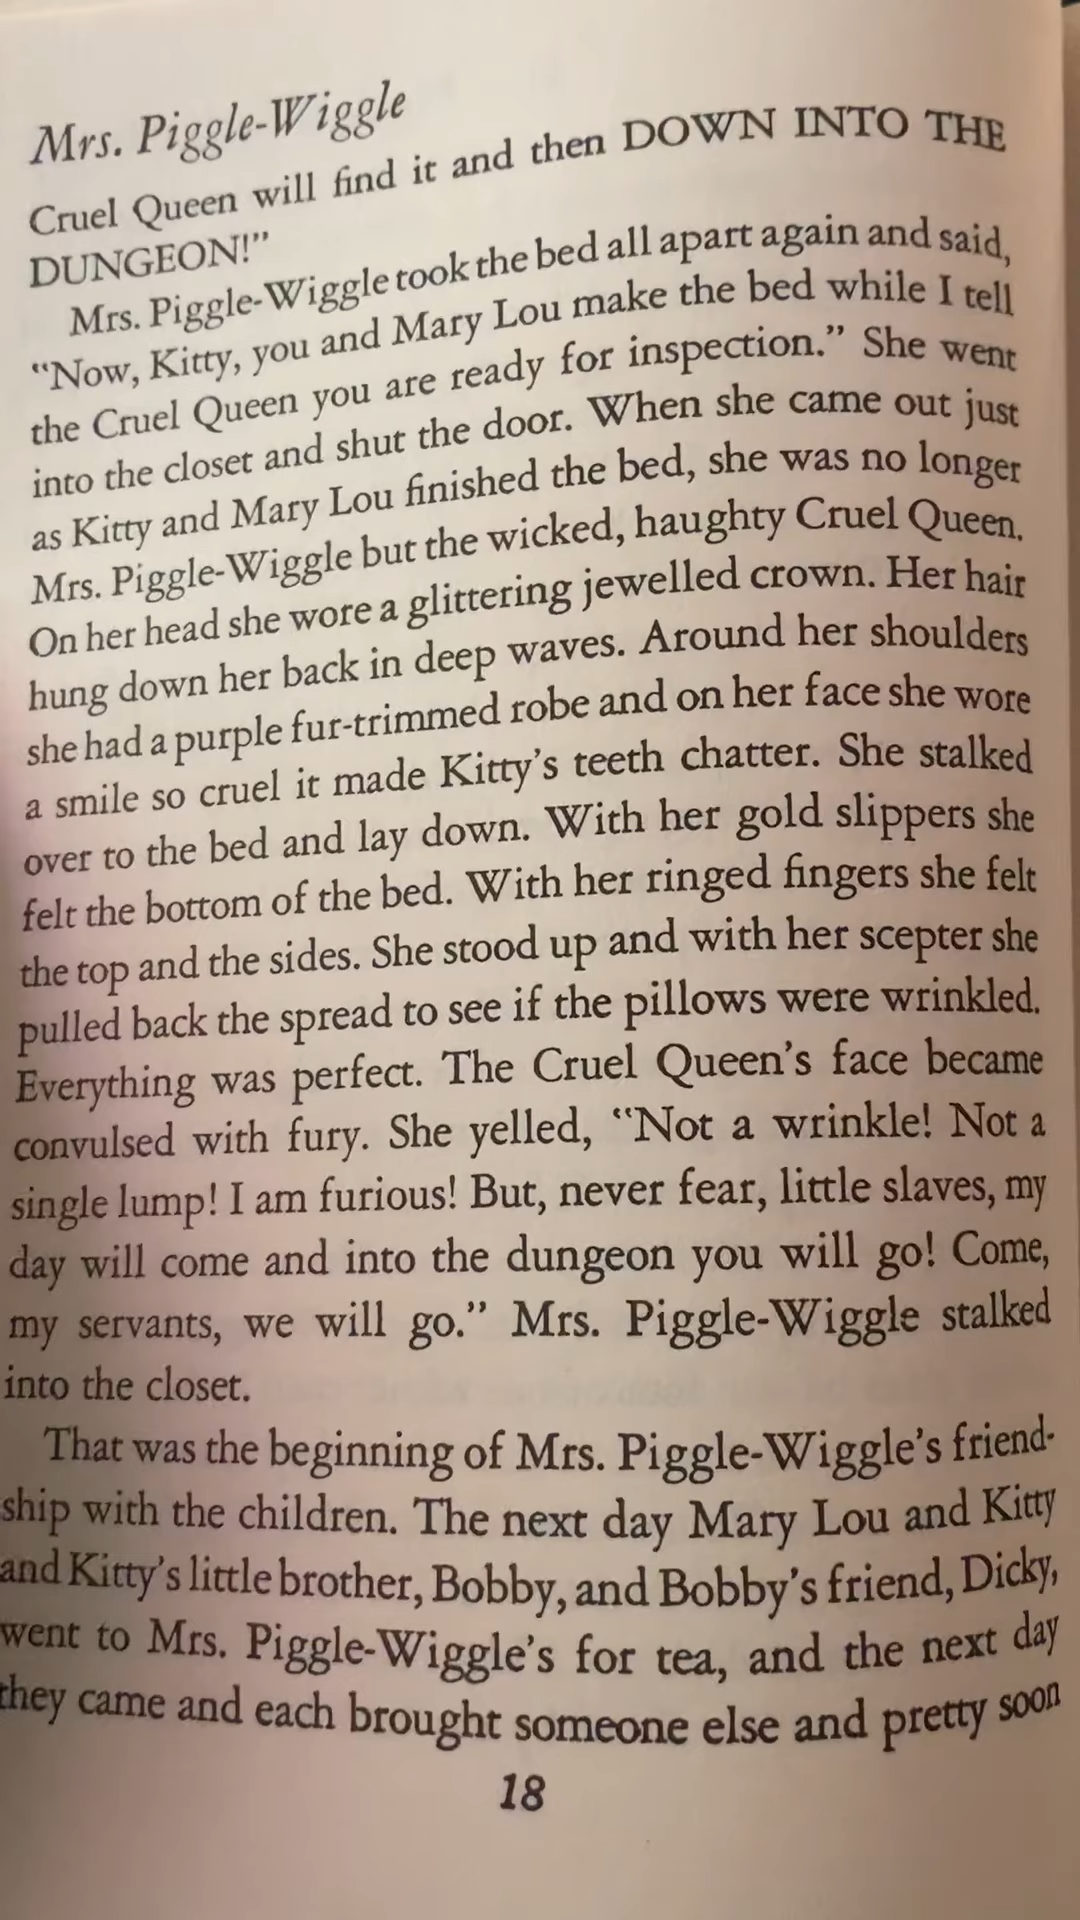 Mrs. Piggle-Wiggle
Cruel Queen will find it and then DOWN INTO THE
DUNGEON!”
Mrs. Piggle-Wiggle took the bed all apart again and said,
“Now, Kitty, you and Mary Lou make the bed while I tell
the Cruel Queen you are ready for inspection.” She went
into the closet and shut the door. When she came out just
as Kitty and Mary Lou finished the bed, she was no longer
Mrs. Piggle-Wiggle but the wicked, haughty Cruel Queen.
On her head she wore a glittering jewelled crown. Her hair
hung down her back in deep waves. Around her shoulders
she had a purple fur-trimmed robe and on her face she wore
a smile so cruel it made Kitty’s teeth chatter. She stalked
over to the bed and lay down. With her gold slippers she
felt the bottom of the bed. With her ringed fingers she felt
the top and the sides. She stood up and with her scepter she
pulled back the spread to see if the pillows were wrinkled.
Everything was perfect. The Cruel Queen’s face became
convulsed with fury. She yelled, “Not a wrinkle! Not a
single lump! I am furious! But, never fear, little slaves, my
day will come and into the dungeon you will go! Come,
my servants, we will go.” Mrs. Piggle-Wiggle stalked
into the closet.
That was the beginning of Mrs. Piggle-Wiggle’s friend-
ship with the children. The next day Mary Lou and Kitty
and Kitty’s little brother, Bobby, and Bobby’s friend, Dicky,
went to Mrs. Piggle-Wiggle’s for tea, and the next day
they came and each brought someone else and pretty soon
18